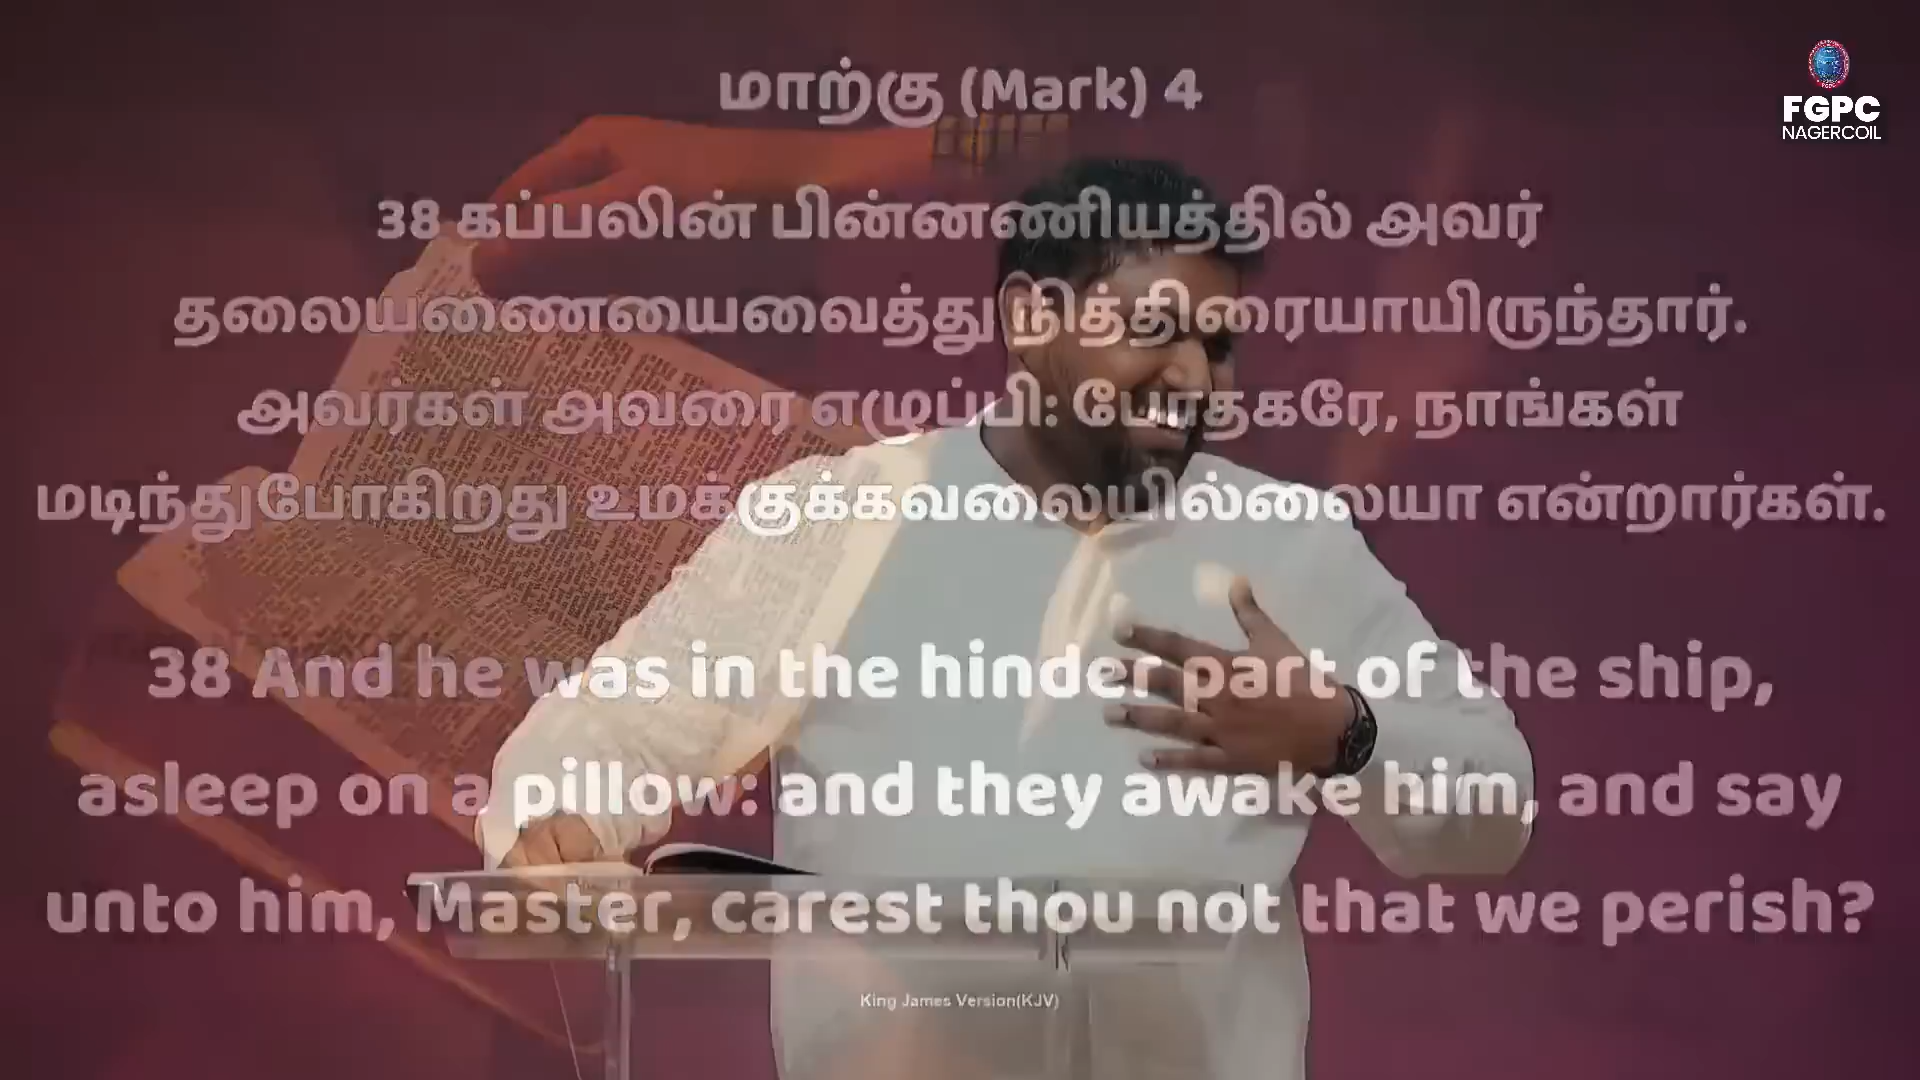 மாற்கு (Mark) 4
FGPC
NAGERCOIL
38 கப்பலின் பின்னணியத்தில் அவர்
தலையணையைவைத்து நித்திரையாயிருந்தார்.
அவர்கள் அவரை எழுப்பி: போதகரே, நாங்கள்
மடிந்துபோகிறது உமக்குக்கவலையில்லையா என்றார்கள்.
38 And he was in the hinder part of the ship,
asleep on a pillow: and they awake him, and say
unto him, Master, carest thou not that we perish?
King James Version(KJV)